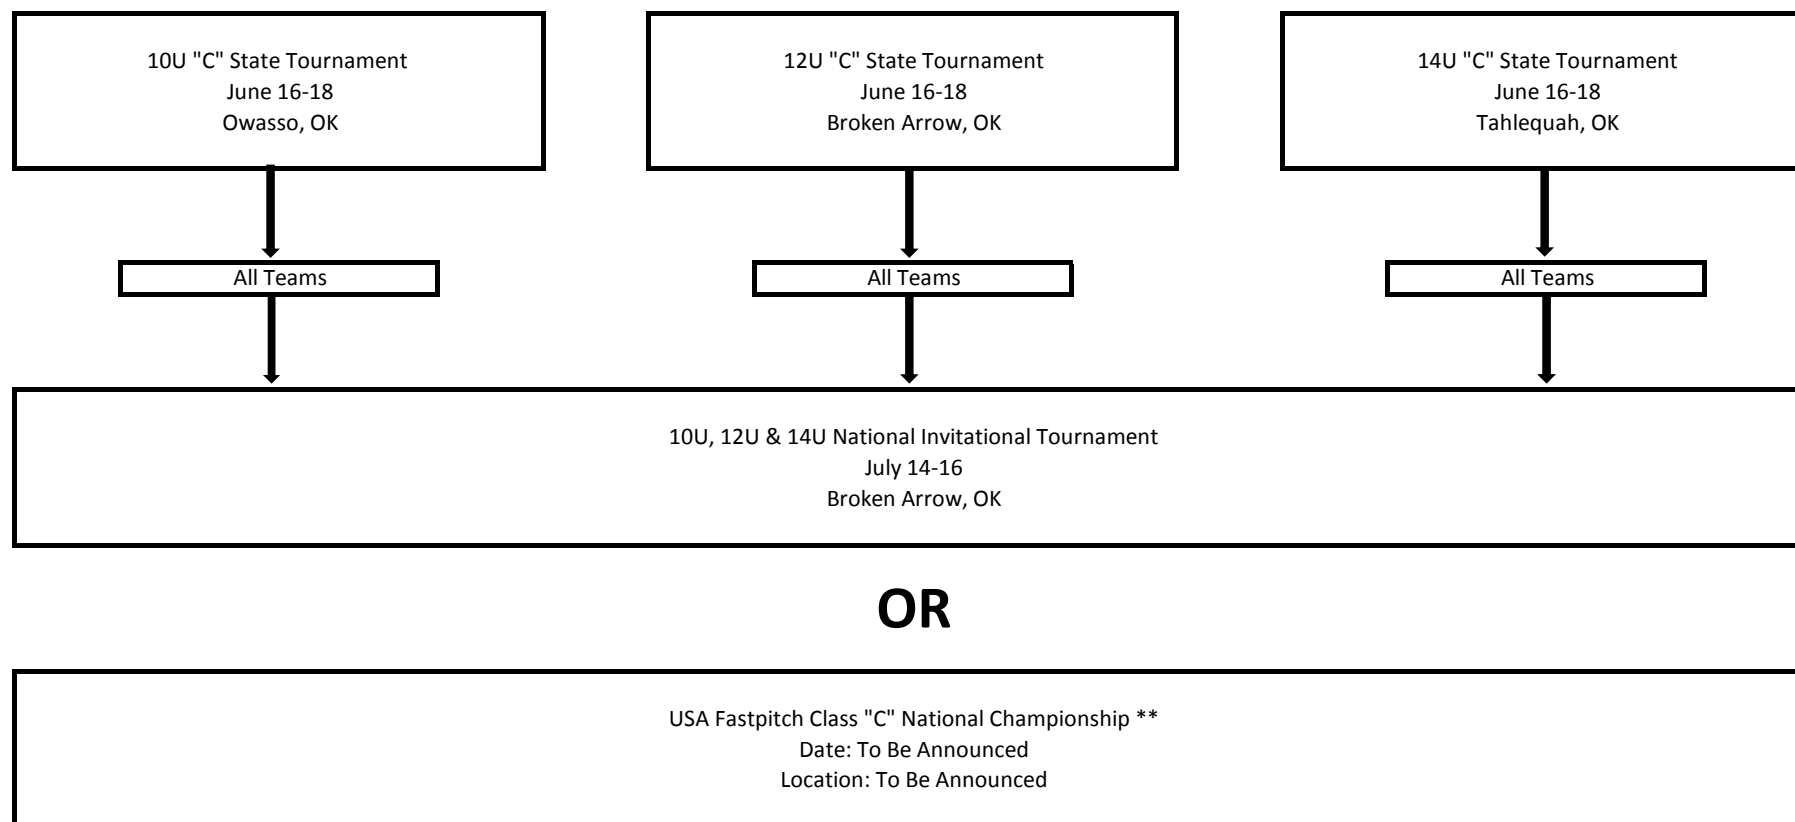 10U "C" State Tournament
June 16-18
Owasso, OK
12U "C" State Tournament
June 16-18
Broken Arrow, OK
14U "C" State Tournament
June 16-18
Tahlequah, OK
All Teams
All Teams
All Teams
10U, 12U & 14U National Invitational Tournament
July 14-16
Broken Arrow, OK
OR
USA Fastpitch Class "C" National Championship **
Date: To Be Announced
Location: To Be Announced